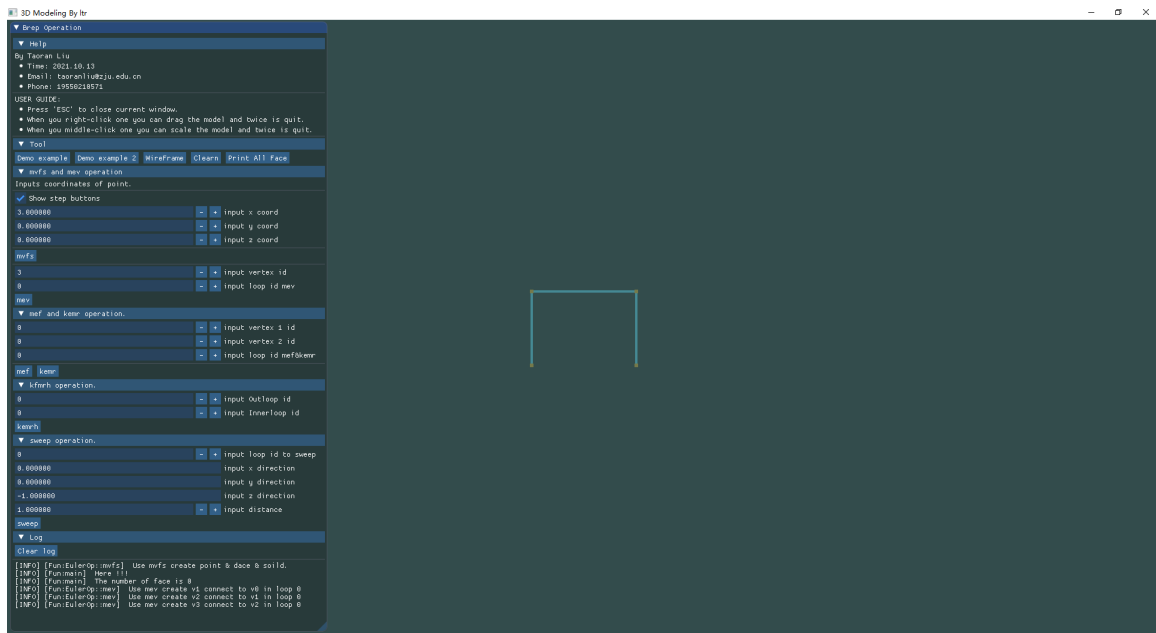 3D Modeling By ltr
▼ Brep Operation
▼ Help
By Taoran Liu
• Time: 2021.10.13
• Email: taoranliu@zju.edu.cn
• Phone: 19550218571
USER GUIDE:
• Press 'ESC' to close current window.
• When you right-click one you can drag the model and twice is quit.
• When you middle-click one you can scale the model and twice is quit.
▼ Tool
Demo example Demo example 2 WireFrame Clearn Print All Face
▼ mvfs and mev operation
Inputs coordinates of point.
Show step buttons
3.000000 - + input x coord
0.000000 - + input y coord
0.000000 - + input z coord
mvfs
3 - + input vertex id
0 - + input loop id mev
mev
▼ mef and kemr operation.
0 - + input vertex 1 id
0 - + input vertex 2 id
0 - + input loop id mef&kemr
mef kemr
▼ kfmrh operation.
0 - + input Outloop id
0 - + input Innerloop id
kemrh
▼ sweep operation.
0 - + input loop id to sweep
0.000000 input x direction
0.000000 input y direction
-1.000000 input z direction
1.000000 - + input distance
sweep
▼ Log
Clear log
[INFO] [Fun:EulerOp::mvfs] Use mvfs create point & dace & soild.
[INFO] [Fun:main] Here !!!
[INFO] [Fun:main] The number of face is 0
[INFO] [Fun:EulerOp::mev] Use mev create v1 connect to v0 in loop 0
[INFO] [Fun:EulerOp::mev] Use mev create v2 connect to v1 in loop 0
[INFO] [Fun:EulerOp::mev] Use mev create v3 connect to v2 in loop 0